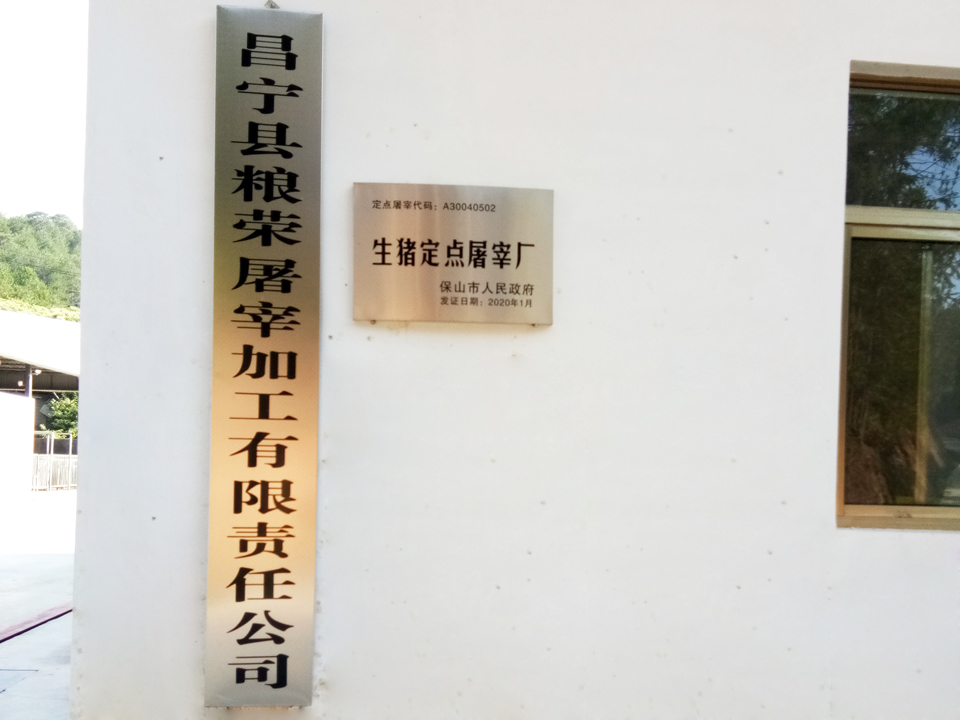 昌宁县粮荣屠宰加工有限责任公司
定点屠宰代码：A30040502
生猪定点屠宰厂
保山市人民政府
发证日期：2020年1月